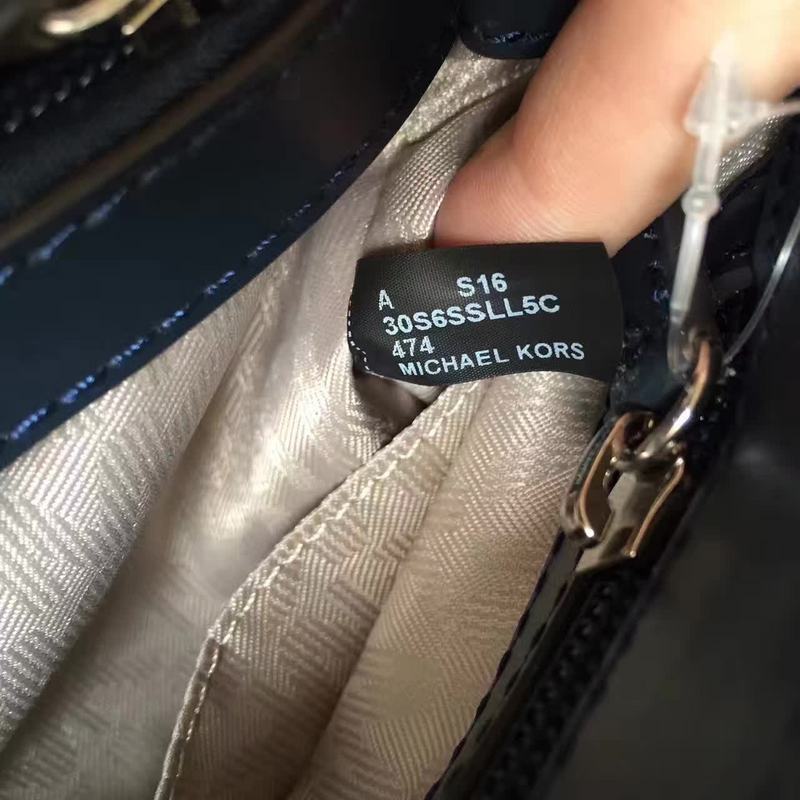 A S16
30S6SSLL5C
474
MICHAEL KORS